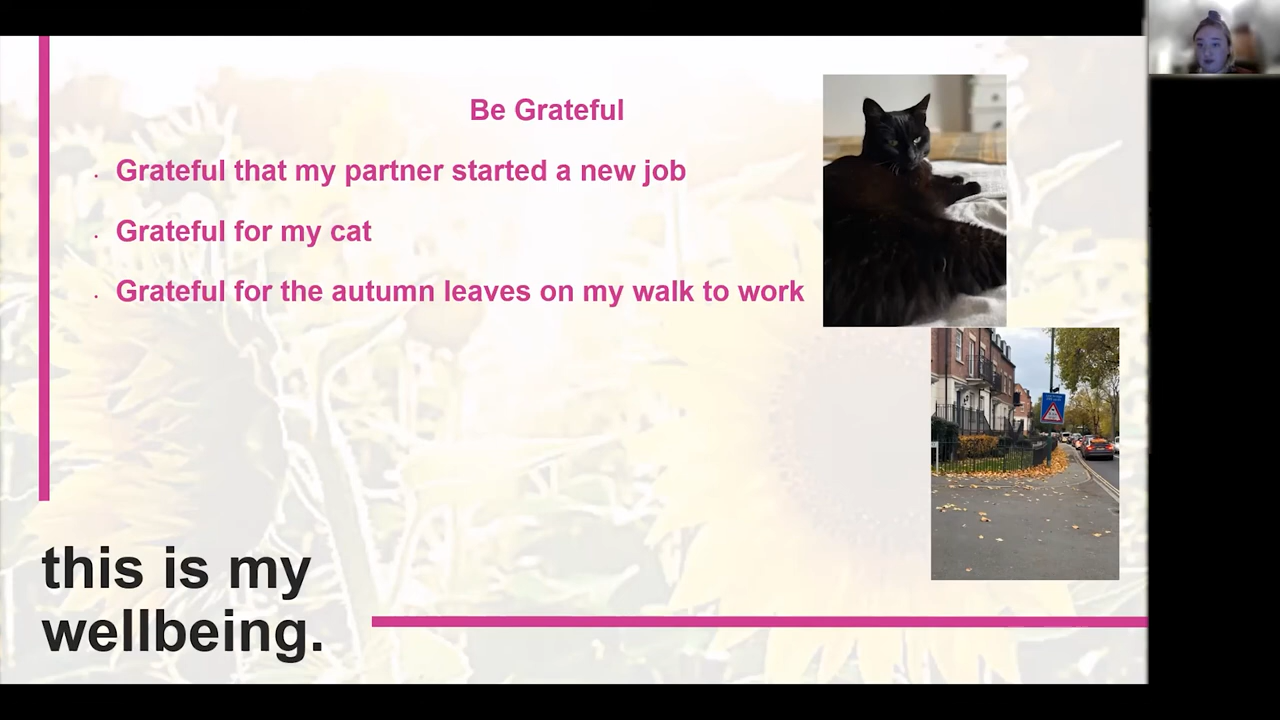 Be Grateful
Grateful that my partner started a new job
Grateful for my cat
Grateful for the autumn leaves on my walk to work
this is my
wellbeing.